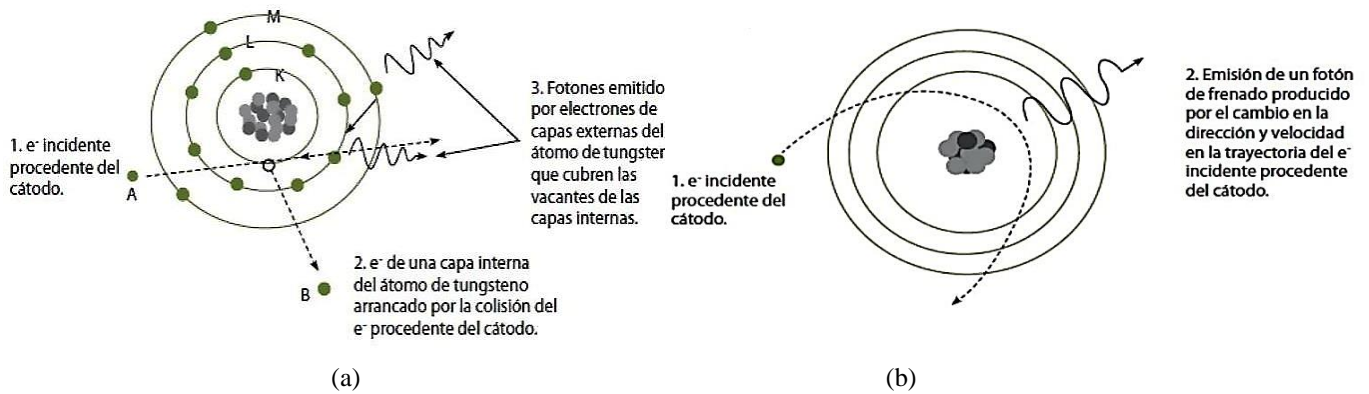 M
L
K
1. e- incidente
procedente del
cátodo.
A
3. Fotones emitido
por electrones de
capas externas del
átomo de tungster
que cubren las
vacantes de las
capas internas.
B
2. e- de una capa interna
del átomo de tungsteno
arrancado por la colisión del
e- procedente del cátodo.
(a)
1. e- incidente
procedente del
cátodo.
2. Emisión de un fotón
de frenado producido
por el cambio en la
dirección y velocidad
en la trayectoria del e-
incidente procedente
del cátodo.
(b)